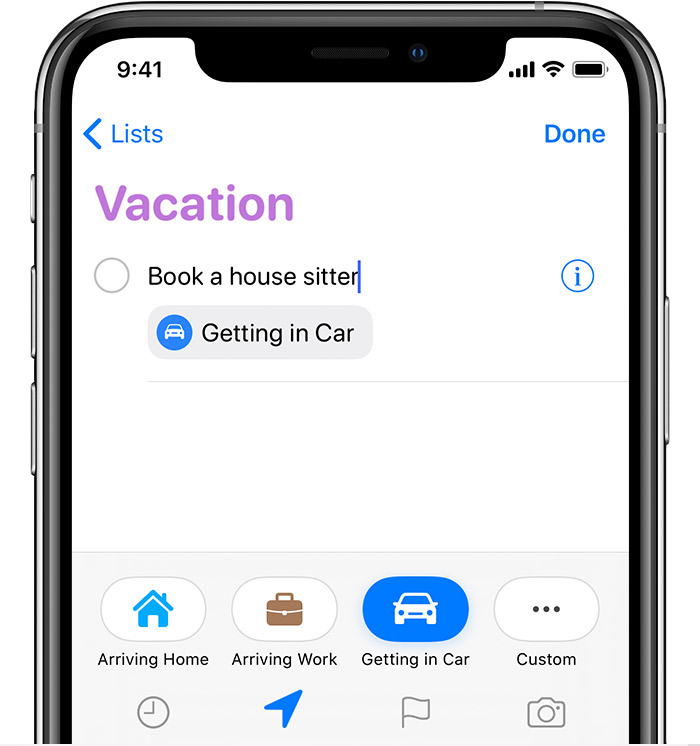 9:41
Lists Done
Vacation
Book a house sitter
Getting in Car
Arriving Home Arriving Work Getting in Car Custom